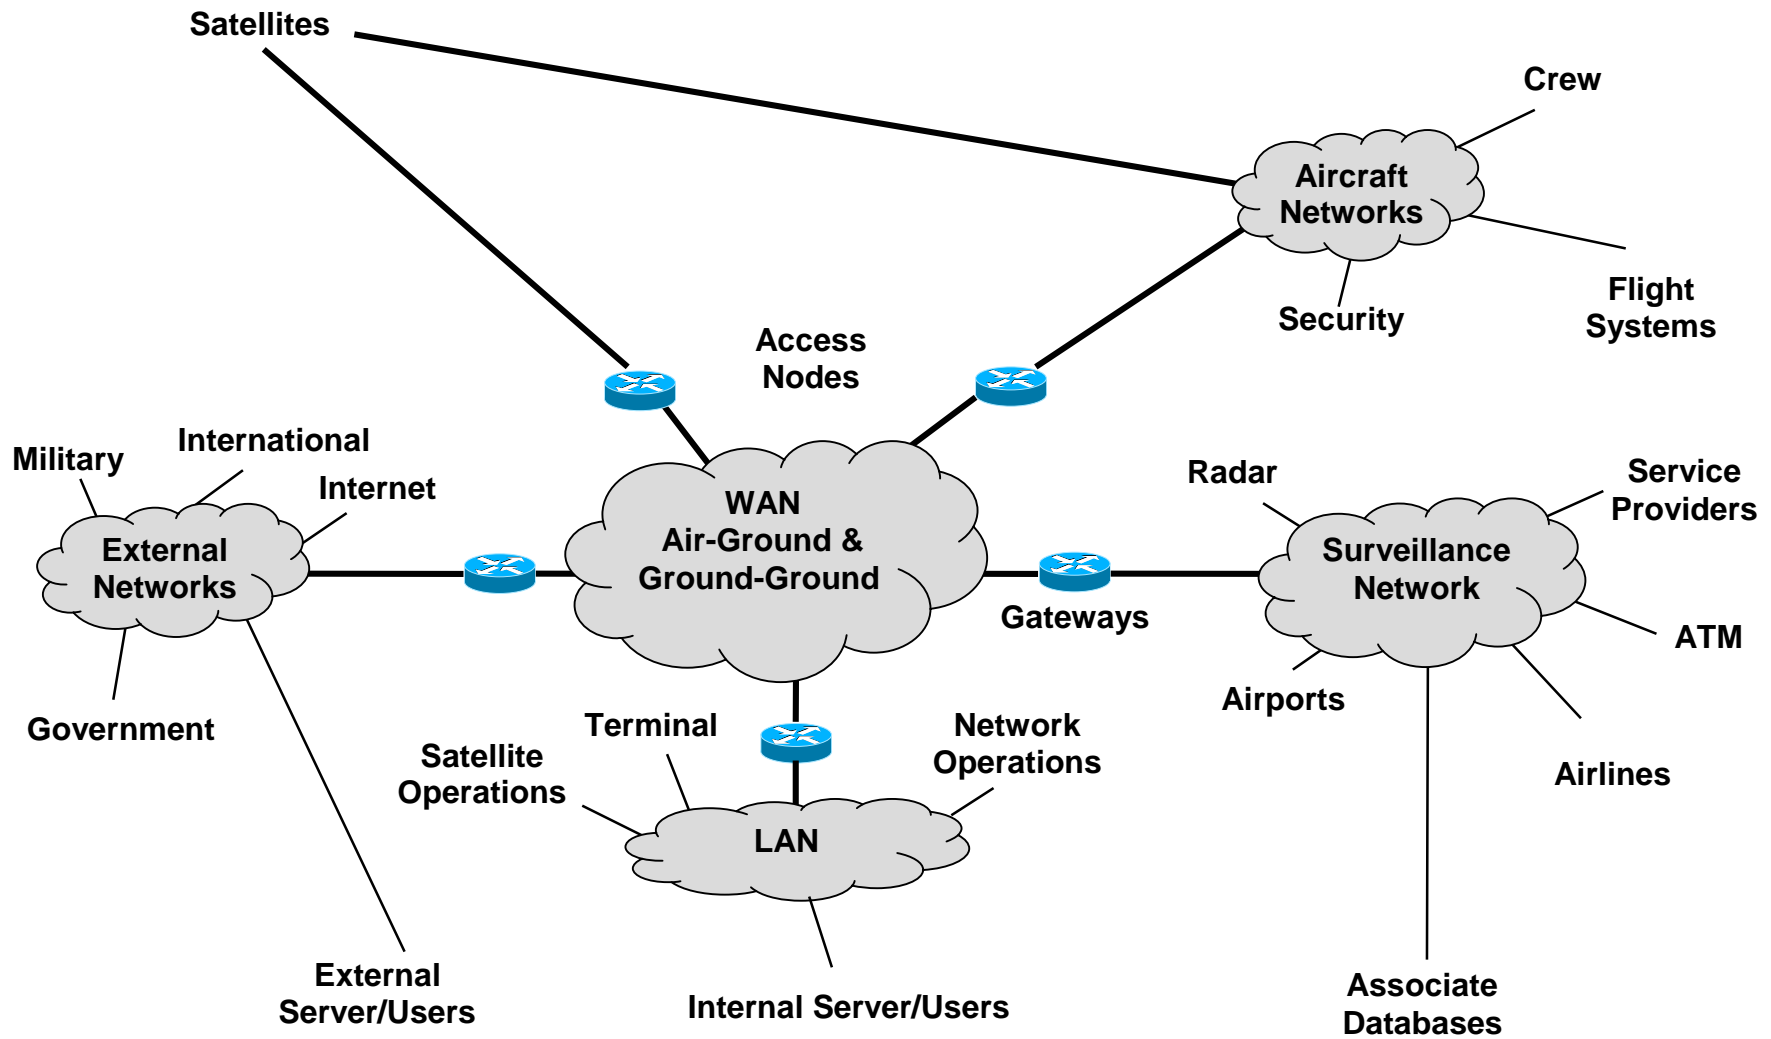 Satellites
Crew
Aircraft
Networks
Flight
Systems
Security
Access
Nodes
Military
International
Internet
External
Networks
WAN
Air-Ground &
Ground-Ground
Radar
Service
Providers
Surveillance
Network
Gateways
ATM
Airports
Airlines
Government
Terminal
Network
Operations
Satellite
Operations
LAN
External
Server/Users
Internal Server/Users
Associate
Databases